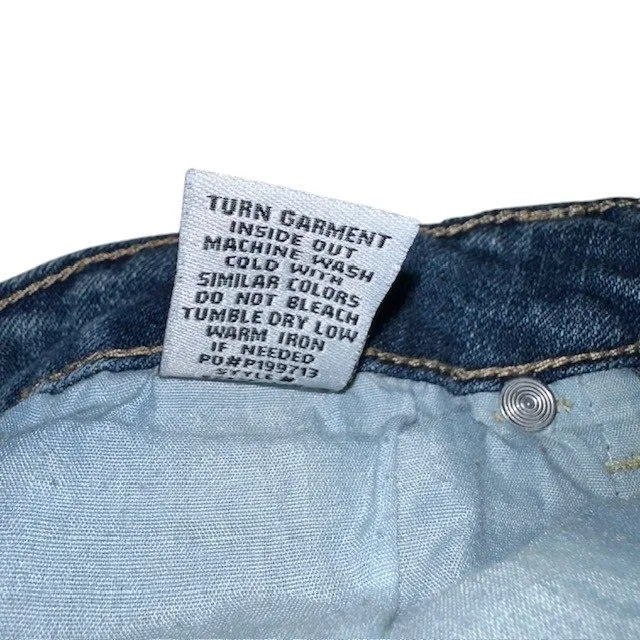 TURN GARMENT
INSIDE OUT
MACHINE WASH
COLD WITH
SIMILAR COLORS
DO NOT BLEACH
TUMBLE DRY LOW
WARM IRON
IF NEEDED
PO#P199713